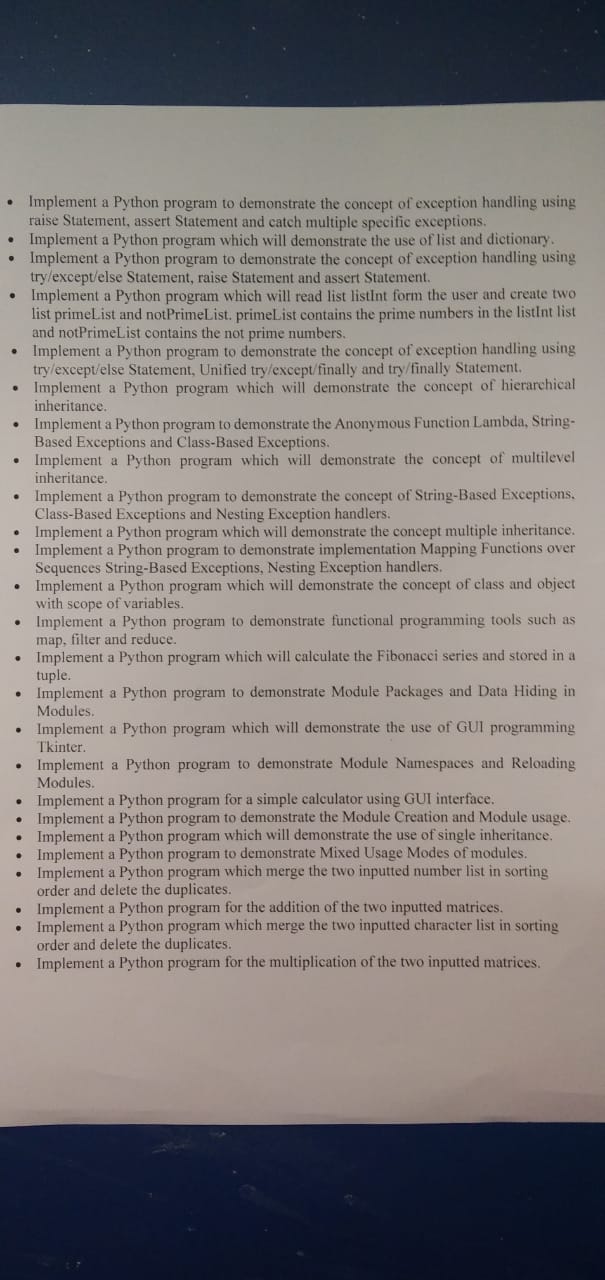 • Implement a Python program to demonstrate the concept of exception handling using
raise Statement, assert Statement and catch multiple specific exceptions.
• Implement a Python program which will demonstrate the use of list and dictionary.
• Implement a Python program to demonstrate the concept of exception handling using
try/except/else Statement, raise Statement and assert Statement.
• Implement a Python program which will read list listInt form the user and create two
list primeList and notPrimeList. primeList contains the prime numbers in the listInt list
and notPrimeList contains the not prime numbers.
• Implement a Python program to demonstrate the concept of exception handling using
try/except/else Statement, Unified try/except/finally and try/finally Statement.
• Implement a Python program which will demonstrate the concept of hierarchical
inheritance.
• Implement a Python program to demonstrate the Anonymous Function Lambda, String-
Based Exceptions and Class-Based Exceptions.
• Implement a Python program which will demonstrate the concept of multilevel
inheritance.
• Implement a Python program to demonstrate the concept of String-Based Exceptions,
Class-Based Exceptions and Nesting Exception handlers.
• Implement a Python program which will demonstrate the concept multiple inheritance.
• Implement a Python program to demonstrate implementation Mapping Functions over
Sequences String-Based Exceptions, Nesting Exception handlers.
• Implement a Python program which will demonstrate the concept of class and object
with scope of variables.
• Implement a Python program to demonstrate functional programming tools such as
map, filter and reduce.
• Implement a Python program which will calculate the Fibonacci series and stored in a
tuple.
• Implement a Python program to demonstrate Module Packages and Data Hiding in
Modules.
• Implement a Python program which will demonstrate the use of GUI programming
Tkinter.
• Implement a Python program to demonstrate Module Namespaces and Reloading
Modules.
• Implement a Python program for a simple calculator using GUI interface.
• Implement a Python program to demonstrate the Module Creation and Module usage.
• Implement a Python program which will demonstrate the use of single inheritance.
• Implement a Python program to demonstrate Mixed Usage Modes of modules.
• Implement a Python program which merge the two inputted number list in sorting
order and delete the duplicates.
• Implement a Python program for the addition of the two inputted matrices.
• Implement a Python program which merge the two inputted character list in sorting
order and delete the duplicates.
• Implement a Python program for the multiplication of the two inputted matrices.